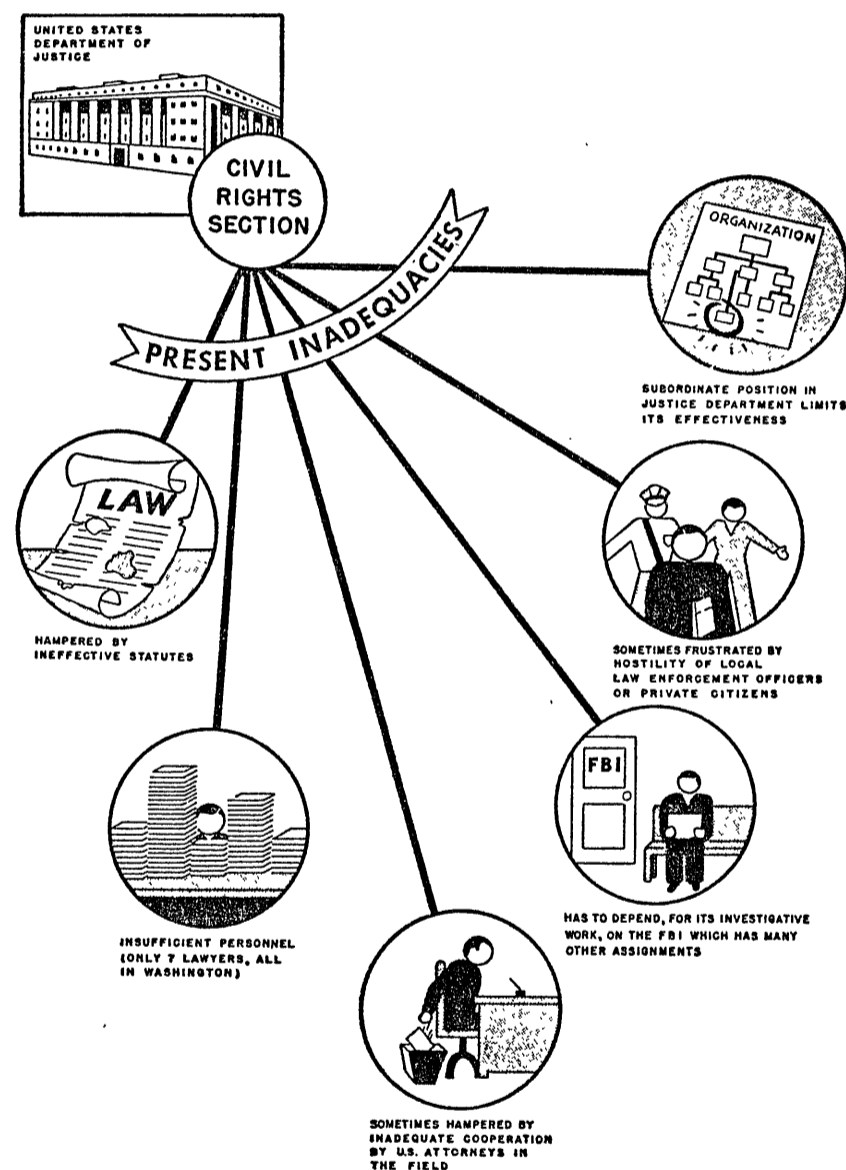 UNITED STATES
DEPARTMENT OF
JUSTICE
CIVIL
RIGHTS
SECTION
PRESENT INADEQUACIES
ORGANIZATION
SUBORDINATE POSITION IN
JUSTICE DEPARTMENT LIMITS
ITS EFFECTIVENESS
LAW
HAMPERED BY
INEFFECTIVE STATUTES
SOMETIMES FRUSTRATED BY
HOSTILITY OF LOCAL
LAW ENFORCEMENT OFFICERS
OR PRIVATE CITIZENS
FBI
HAS TO DEPEND, FOR ITS INVESTIGATIVE
WORK, ON THE FBI WHICH HAS MANY
OTHER ASSIGNMENTS
INSUFFICIENT PERSONNEL
(ONLY 7 LAWYERS, ALL
IN WASHINGTON)
SOMETIMES HAMPERED BY
INADEQUATE COOPERATION
BY U.S. ATTORNEYS IN
THE FIELD